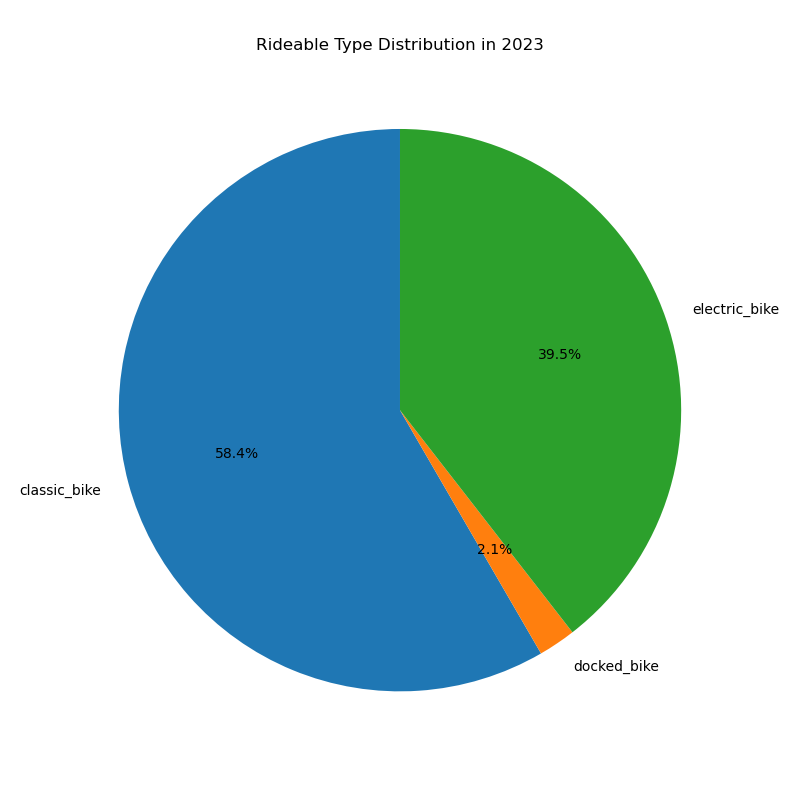 Rideable Type Distribution in 2023
electric_bike
39.5%
58.4%
classic_bike
2.1%
docked_bike